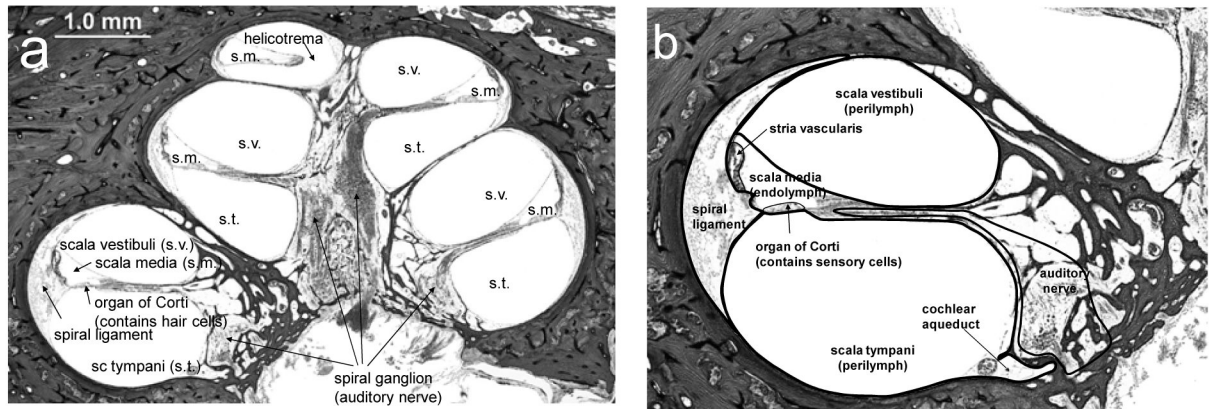 1.0 mm
a
helicotrema
s.m.
s.v.
s.m.
s.v.
s.t.
s.m.
s.v.
s.m.
s.t.
s.t.
scala vestibuli (s.v.)
scala media (s.m.)
organ of Corti
(contains hair cells)
spiral ligament
sc tympani (s.t.)
spiral ganglion
(auditory nerve)
b
scala vestibuli
(perilymph)
stria vascularis
scala media
(endolymph)
spiral
ligament
organ of Corti
(contains sensory cells)
auditory
nerve
cochlear
aqueduct
scala tympani
(perilymph)